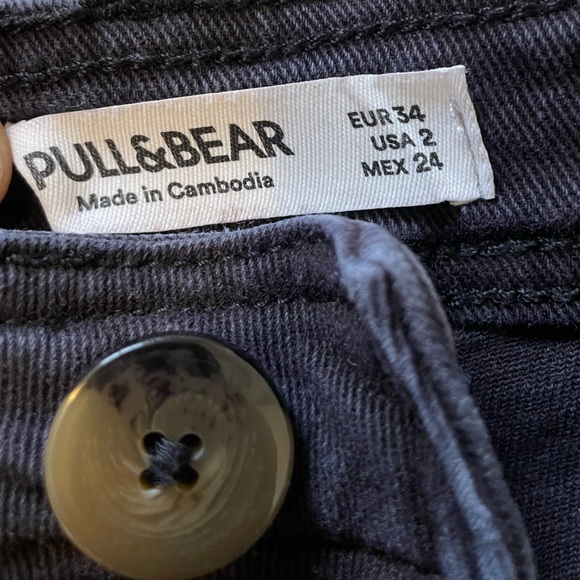 PULL&BEAR
Made in Cambodia
EUR 34
USA 2
MEX 24